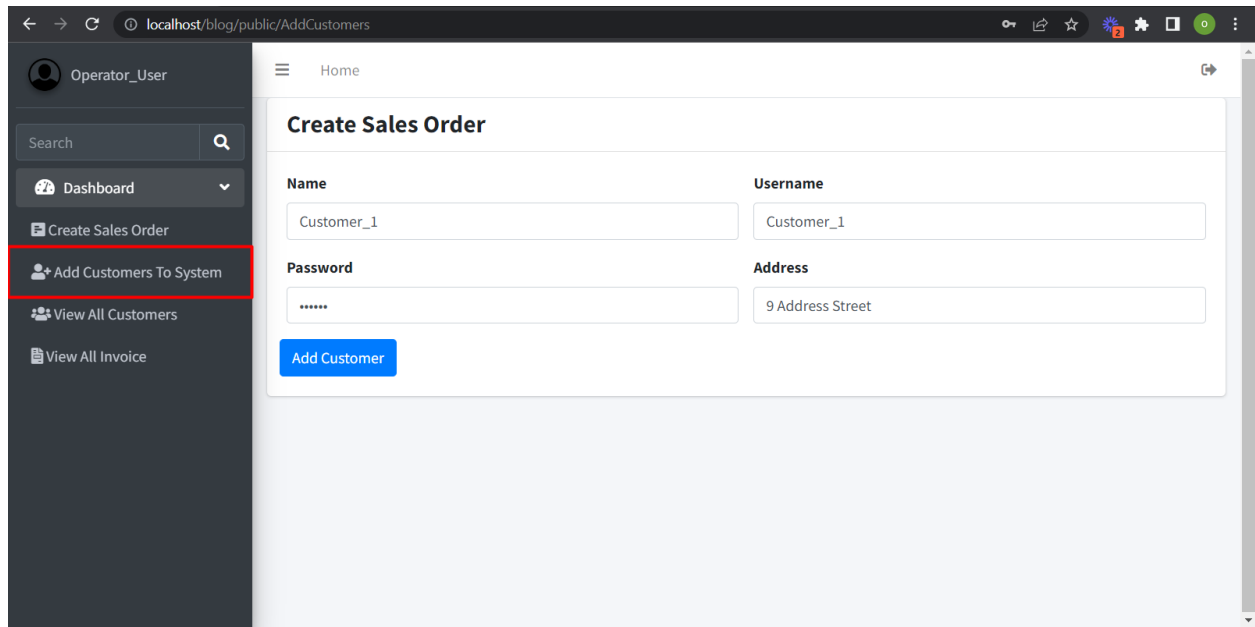 localhost/blog/public/AddCustomers
2
o
Operator_User
Home
Search
Dashboard
Create Sales Order
Add Customers To System
View All Customers
View All Invoice
Create Sales Order
Name
Username
Customer_1
Customer_1
Password
Address
••••••
9 Address Street
Add Customer